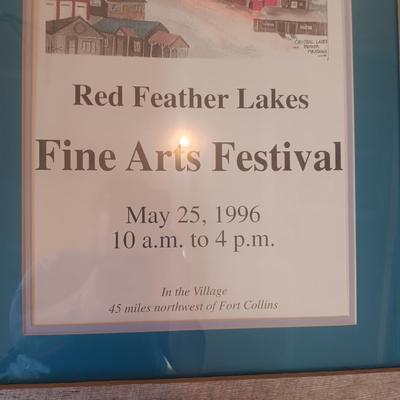 Red Feather Lakes
Fine Arts Festival
May 25, 1996
10 a.m. to 4 p.m.
In the Village
45 miles northwest of Fort Collins